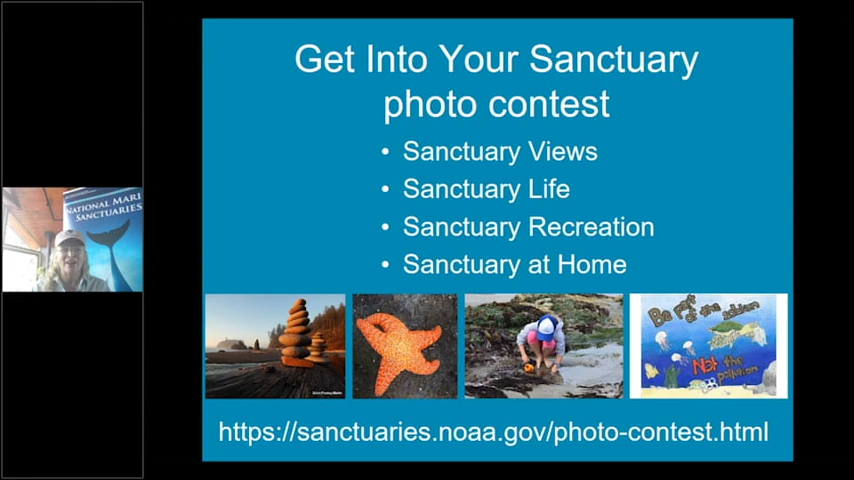 Get Into Your Sanctuary
photo contest
• Sanctuary Views
• Sanctuary Life
• Sanctuary Recreation
• Sanctuary at Home
NATIONAL MARI
SANCTUARIES
Be part
of the solution
Not the
pollution
https://sanctuaries.noaa.gov/photo-contest.html